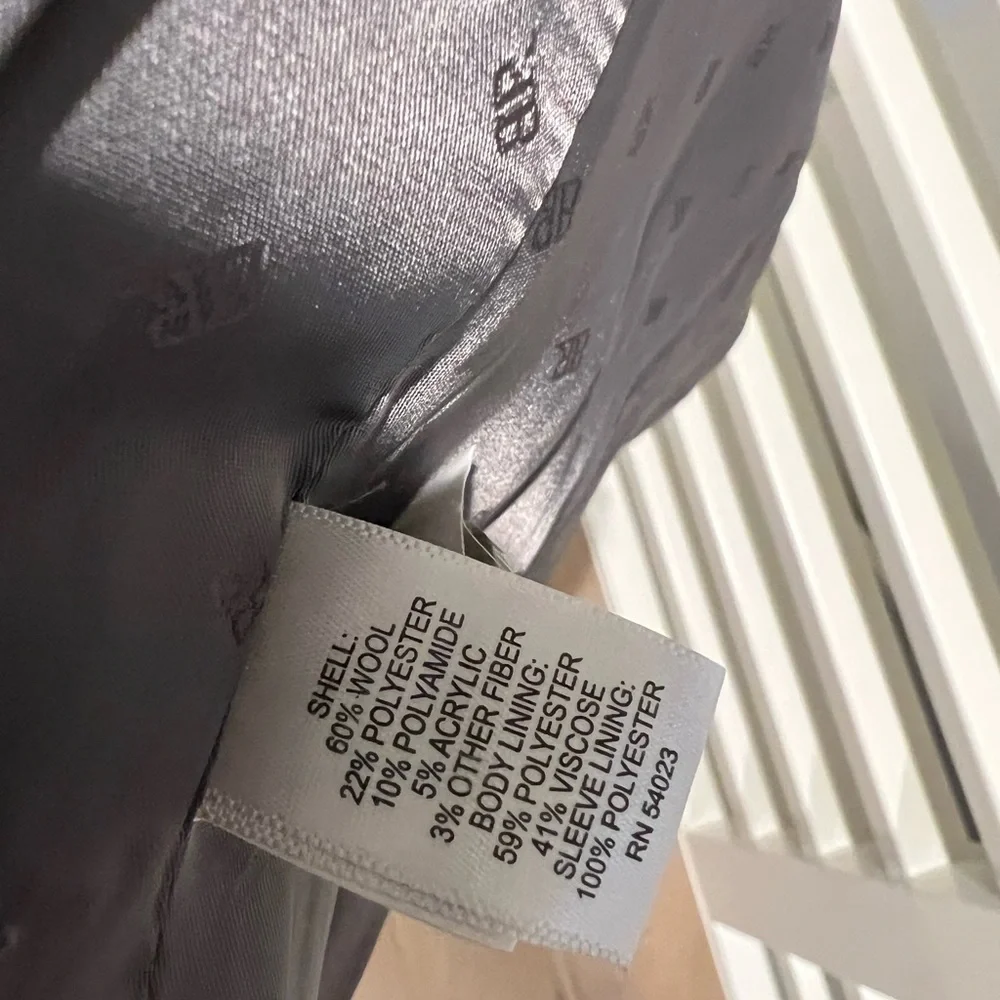 SHELL:
60% WOOL
22% POLYESTER
10% POLYAMIDE
5% ACRYLIC
3% OTHER FIBER
BODY LINING:
59% POLYESTER
41% VISCOSE
SLEEVE LINING:
100% POLYESTER
RN 54023